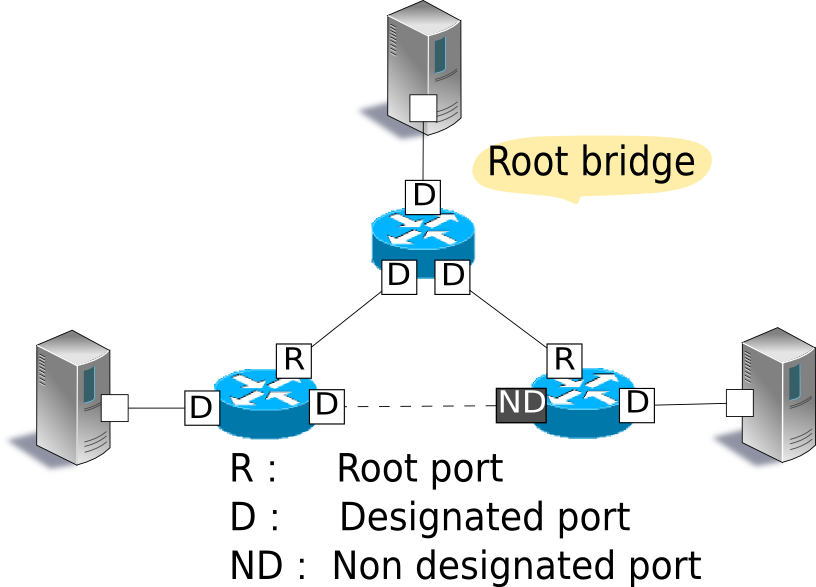 Root bridge
D
D D
R R
D D ND D
R : Root port
D : Designated port
ND : Non designated port